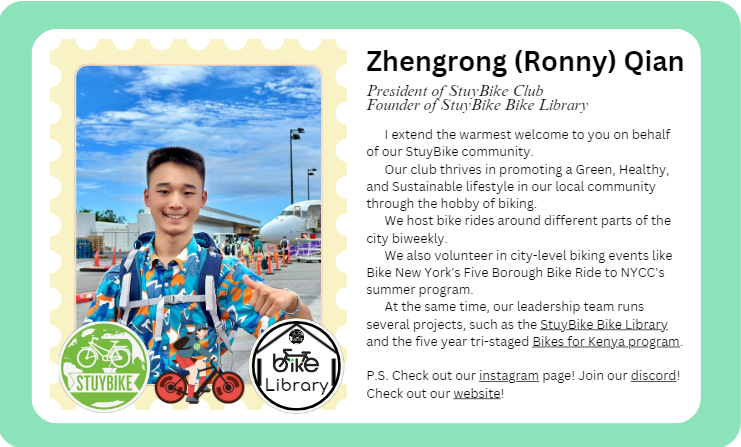 Zhengrong (Ronny) Qian
President of StuyBike Club
Founder of StuyBike Bike Library
I extend the warmest welcome to you on behalf
of our StuyBike community.
Our club thrives in promoting a Green, Healthy,
and Sustainable lifestyle in our local community
through the hobby of biking.
We host bike rides around different parts of the
city biweekly.
We also volunteer in city-level biking events like
Bike New York's Five Borough Bike Ride to NYCC's
summer program.
At the same time, our leadership team runs
several projects, such as the StuyBike Bike Library
and the five year tri-staged Bikes for Kenya program.
P.S. Check out our instagram page! Join our discord!
Check out our website!
STUYBIKE
bike
Library